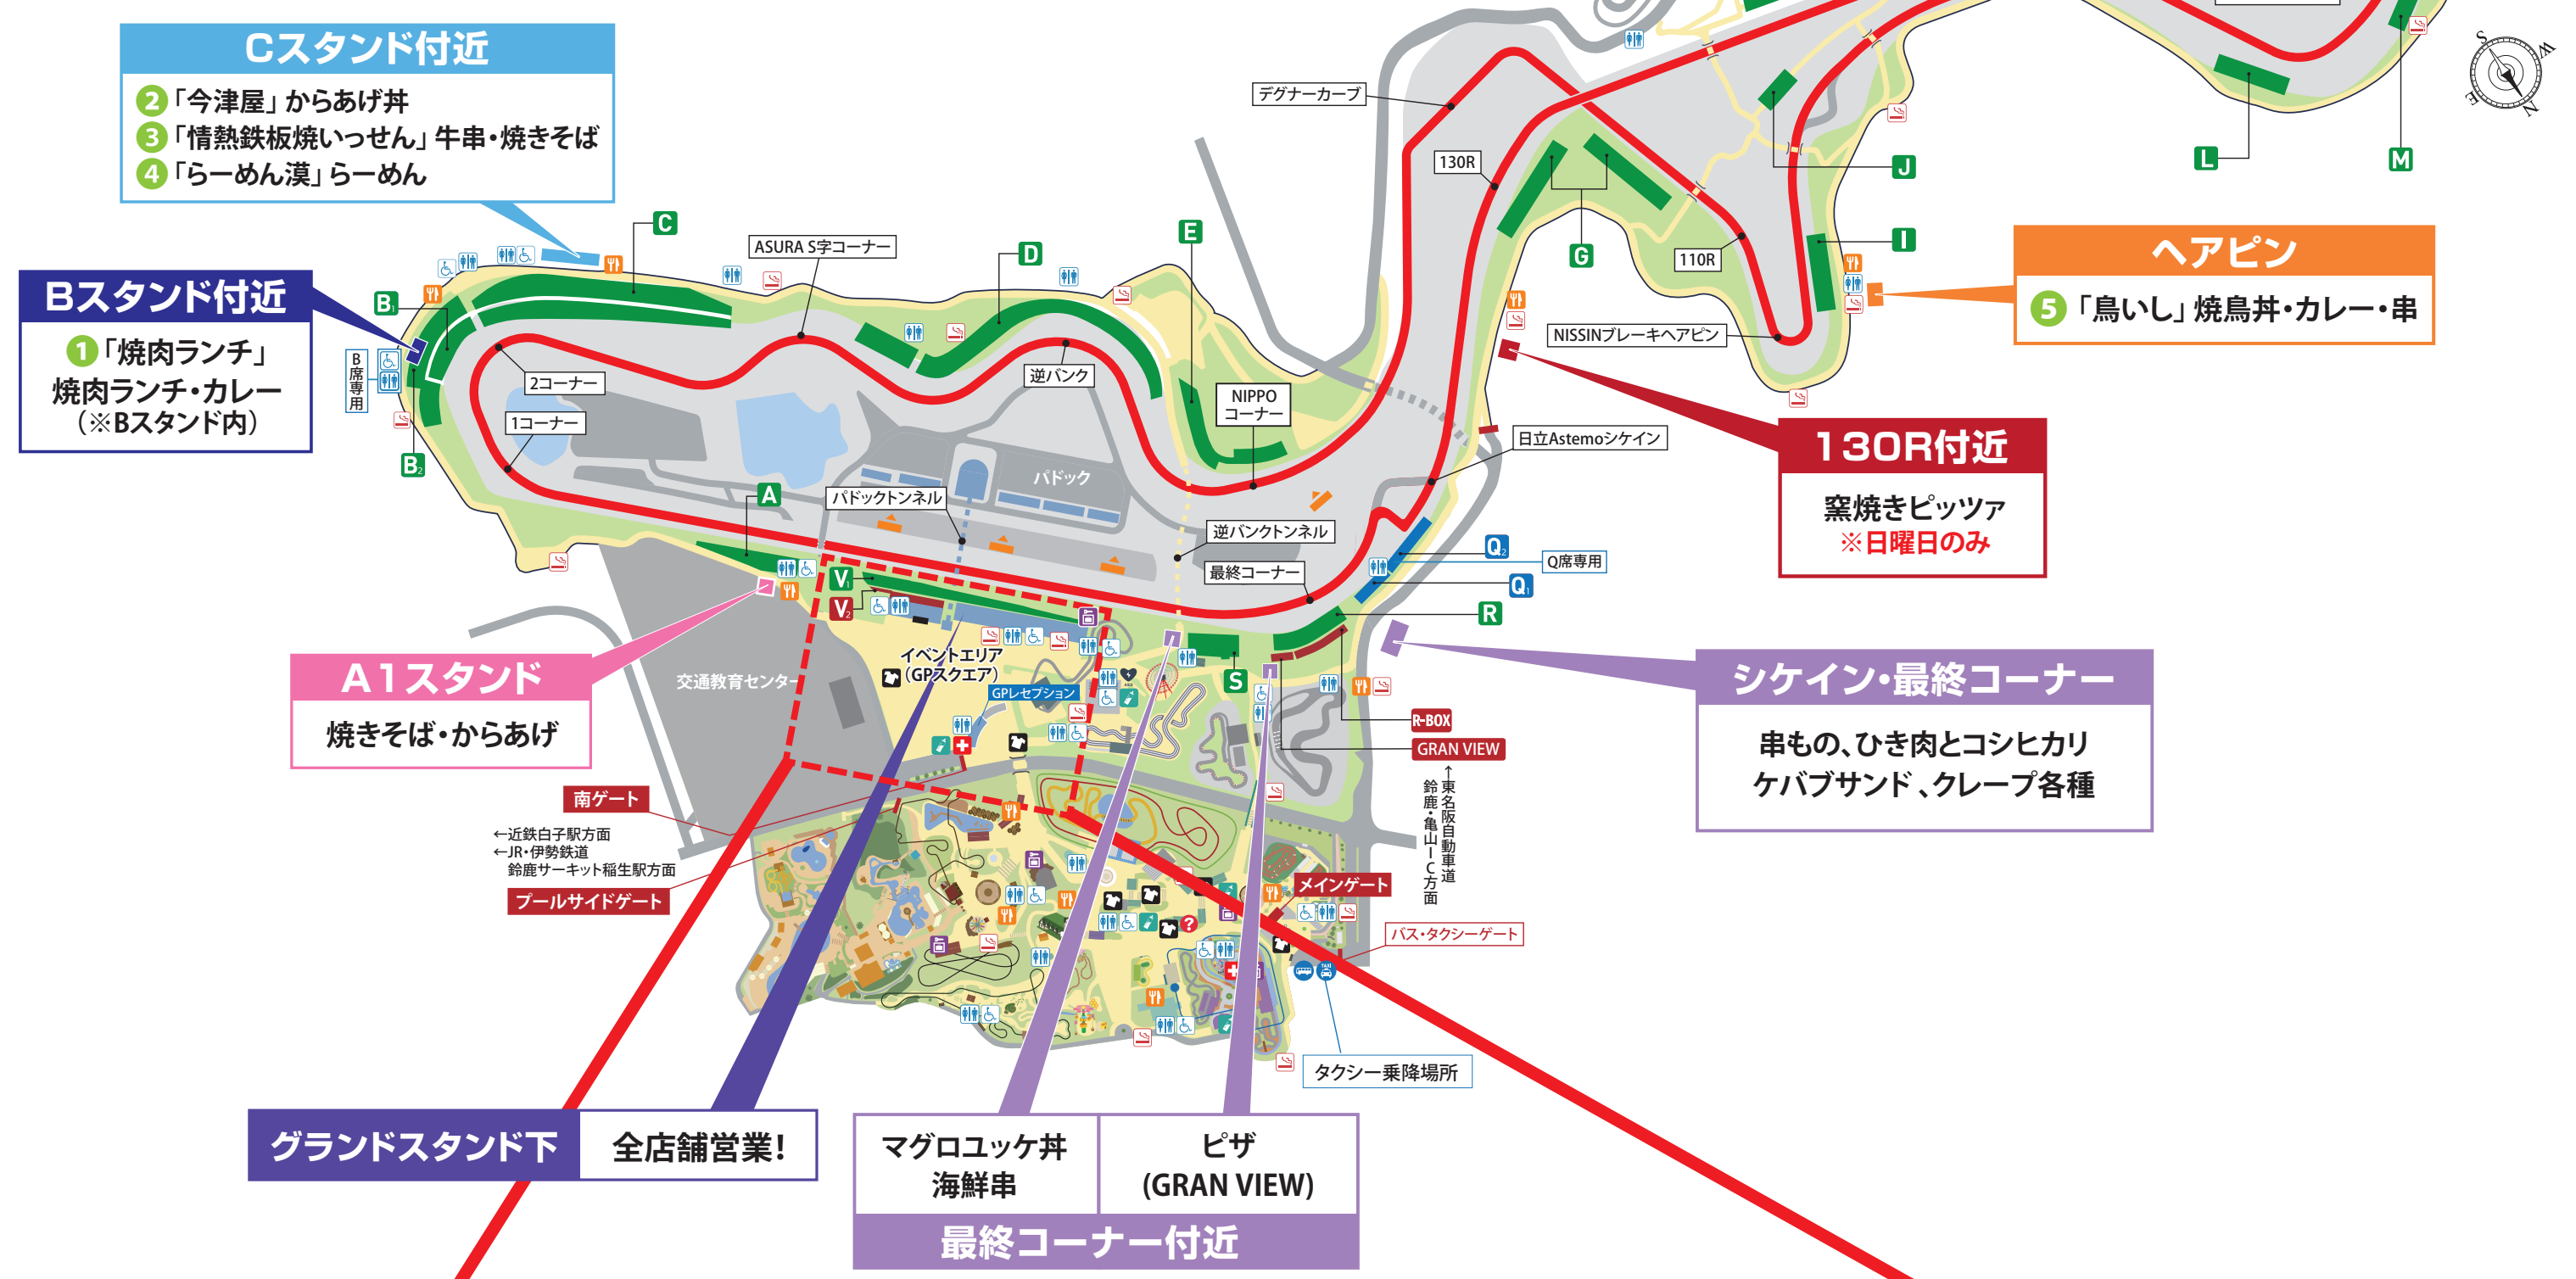 Cスタンド付近
2 「今津屋」からあげ丼
3 「情熱鉄板焼いっせん」牛串・焼きそば
4 「らーめん漠」らーめん
Bスタンド付近
1 「焼肉ランチ」
焼肉ランチ・カレー
(※Bスタンド内)
B席専用
B1
B2
C
ASURA S字コーナー
D
E
2コーナー
1コーナー
逆バンク
NIPPO
コーナー
A
パドックトンネル
パドック
逆バンクトンネル
最終コーナー
デグナーカーブ
130R
G
110R
NISSINブレーキヘアピン
J
I
L
M
S
W
E
N
ヘアピン
5 「鳥いし」焼鳥丼・カレー・串
130R付近
窯焼きピッツァ
※日曜日のみ
日立Astemoシケイン
Q2
Q席専用
Q1
R
V1
V2
A1スタンド
焼きそば・からあげ
交通教育センター
イベントエリア
(GPスクエア)
GPレセプション
S
R-BOX
GRAN VIEW
シケイン・最終コーナー
串もの、ひき肉とコシヒカリ
ケバブサンド、クレープ各種
↑東名阪自動車道
鈴鹿・亀山IC方面
南ゲート
←近鉄白子駅方面
←JR・伊勢鉄道
鈴鹿サーキット稲生駅方面
プールサイドゲート
メインゲート
バス・タクシーゲート
TAXI
タクシー乗降場所
グランドスタンド下
全店舗営業!
マグロユッケ丼
海鮮串
ピザ
(GRAN VIEW)
最終コーナー付近